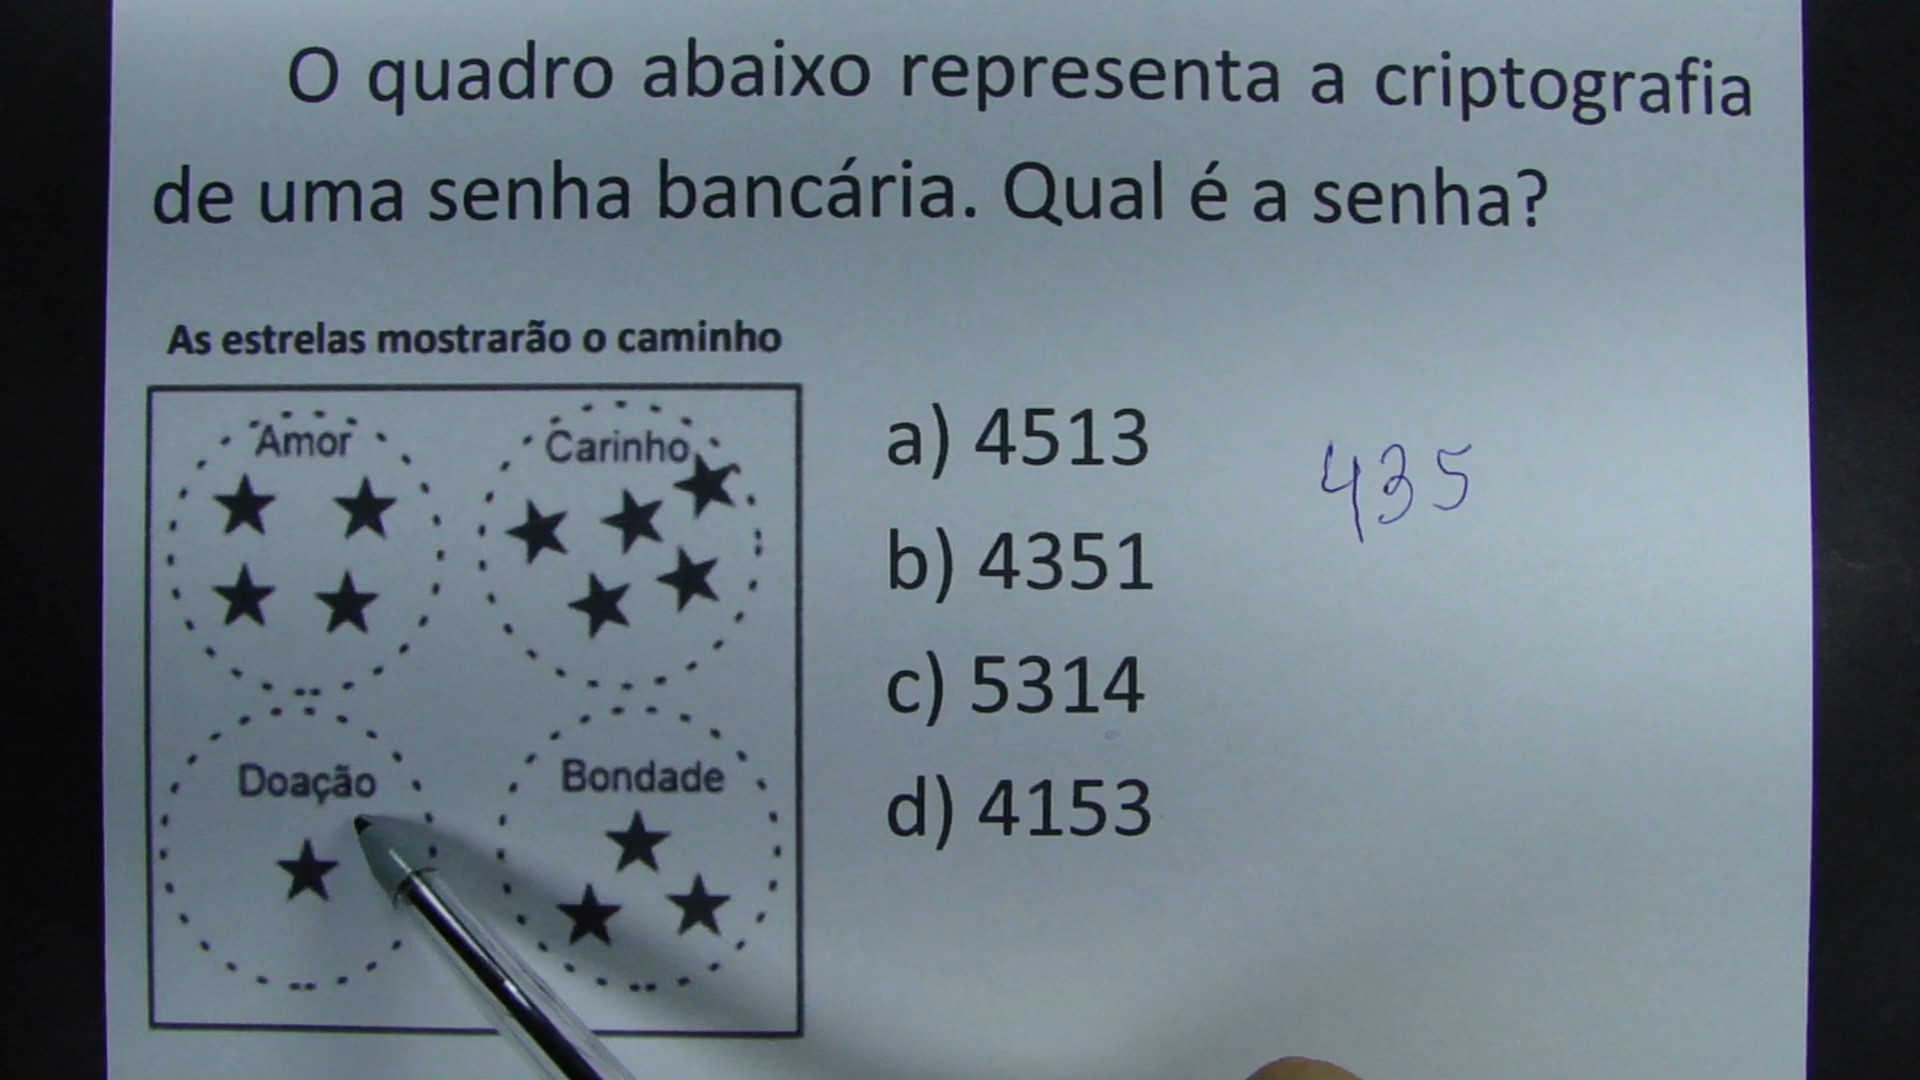 O quadro abaixo representa a criptografia
de uma senha bancária. Qual é a senha?
As estrelas mostrarão o caminho
Amor
Carinho
Doação
Bondade
a) 4513
b) 4351
c) 5314
d) 4153
435